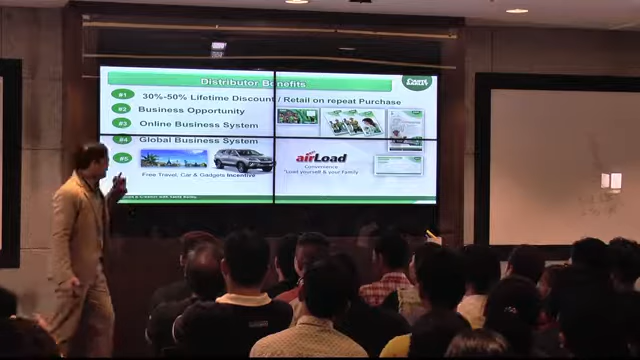 Distributor Benefits
#1 30%-50% Lifetime Discount / Retail on repeat Purchase
#2 Business Opportunity
#3 Online Business System
#4 Global Business System
#5
Free Travel, Car & Gadgets Incentive
airLoad
Convenience
"Load yourself & your Family